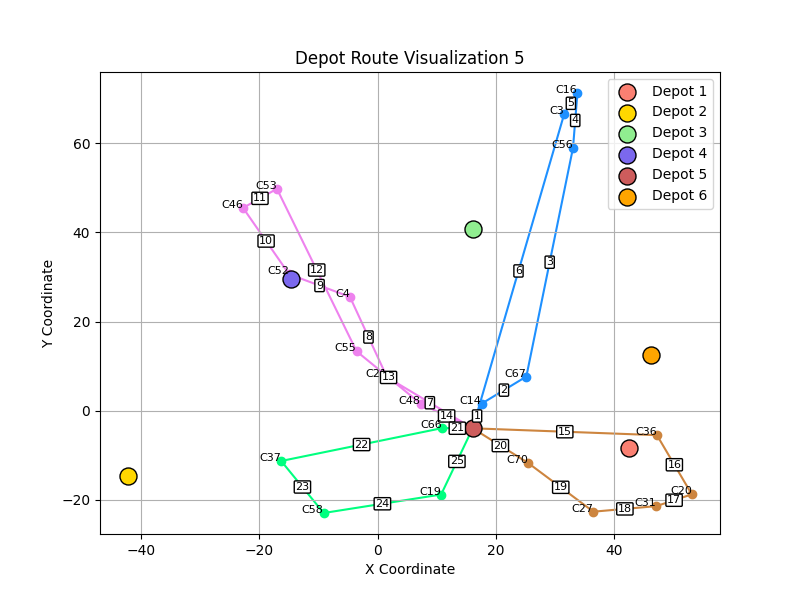 Depot Route Visualization 5
Depot 1
Depot 2
Depot 3
Depot 4
Depot 5
Depot 6
C16
C3
5
4
C56
C53
C46
11
10
12
C52
9
C4
6
3
8
C55
13
C67
2
C48
7
C14
14
1
C66
21
15
C36
22
20
C37
25
C70
16
23
19
C20
C19
17
C31
24
18
C58
C27
60
40
20
0
−20
−40
−20
0
20
40
Y Coordinate
X Coordinate